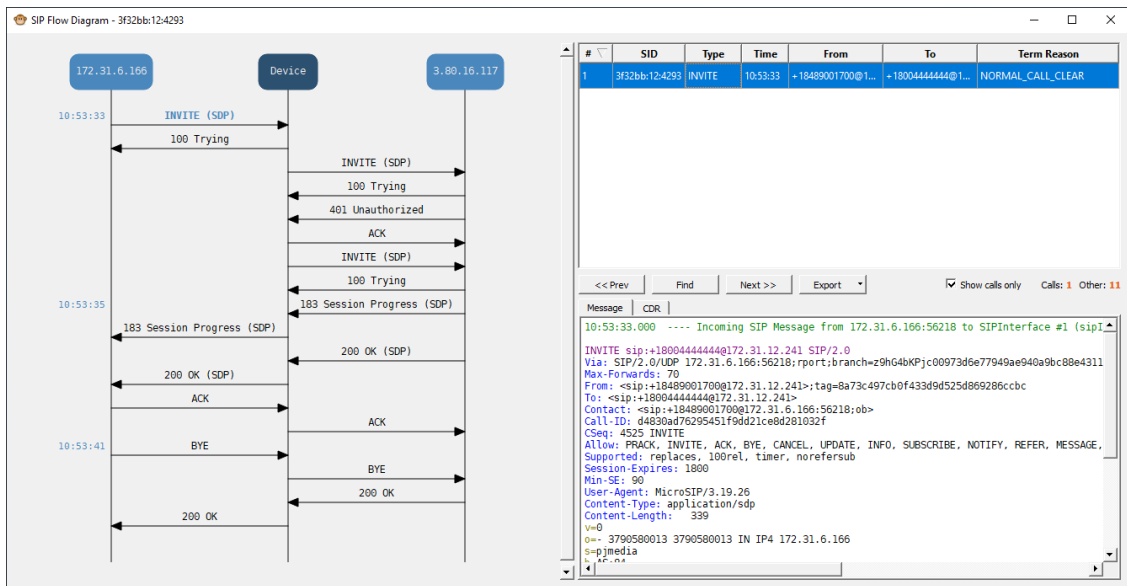 SIP Flow Diagram - 3f32bb:12:4293
172.31.6.166 Device 3.80.16.117
10:53:33 INVITE (SDP)
100 Trying
INVITE (SDP)
100 Trying
401 Unauthorized
ACK
INVITE (SDP)
100 Trying
10:53:35 183 Session Progress (SDP)
183 Session Progress (SDP)
200 OK (SDP)
200 OK (SDP)
ACK
ACK
10:53:41 BYE
BYE
200 OK
200 OK
# SID Type Time From To Term Reason
1 3f32bb:12:4293 INVITE 10:53:33 +18489001700@1... +18004444444@1... NORMAL_CALL_CLEAR
<< Prev Find Next >> Export Show calls only Calls: 1 Other: 11
Message CDR
10:53:33.000 ---- Incoming SIP Message from 172.31.6.166:56218 to SIPInterface #1 (sipI
INVITE sip:+18004444444@172.31.12.241 SIP/2.0
Via: SIP/2.0/UDP 172.31.6.166:56218;rport;branch=z9hG4bKPjc00973d6e77949ae940a9bc88e4311
Max-Forwards: 70
From: <sip:+18489001700@172.31.12.241>;tag=8a73c497cb0f433d9d525d869286ccbc
To: <sip:+18004444444@172.31.12.241>
Contact: <sip:+18489001700@172.31.6.166:56218;ob>
Call-ID: d4830ad76295451f9dd21ce8d281032f
CSeq: 4525 INVITE
Allow: PRACK, INVITE, ACK, BYE, CANCEL, UPDATE, INFO, SUBSCRIBE, NOTIFY, REFER, MESSAGE,
Supported: replaces, 100rel, timer, norefersub
Session-Expires: 1800
Min-SE: 90
User-Agent: MicroSIP/3.19.26
Content-Type: application/sdp
Content-Length: 339
v=0
o=- 3790580013 3790580013 IN IP4 172.31.6.166
s=pjmedia
b=AS:84